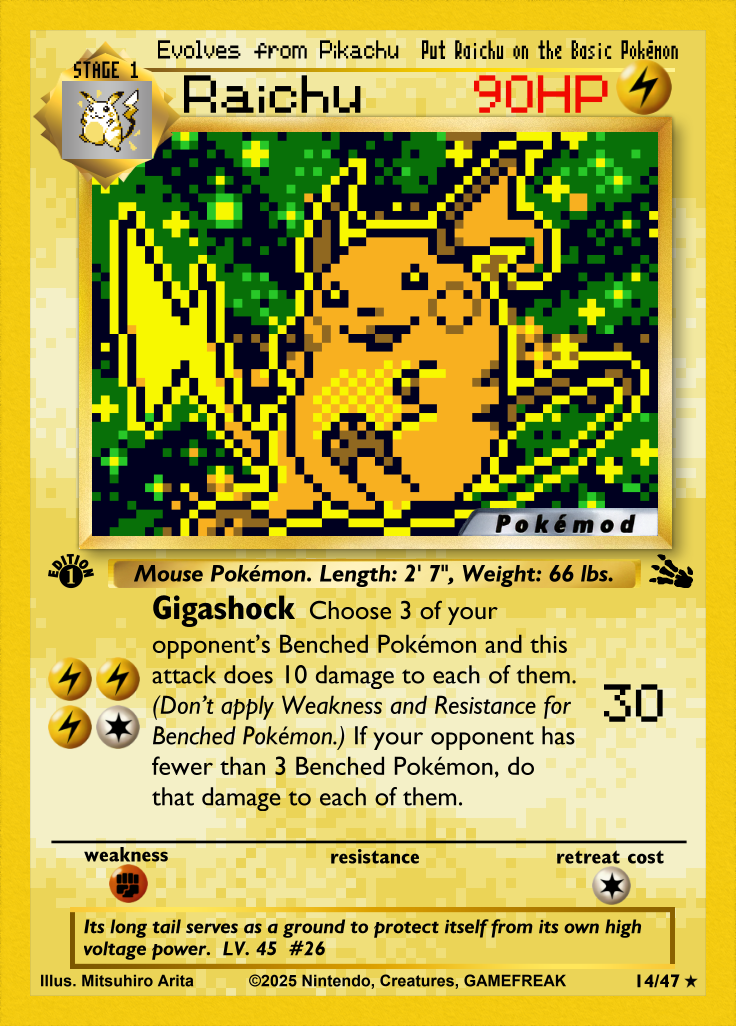 Evolves from Pikachu Put Raichu on the Basic Pokémon
STAGE 1
Raichu 90HP
Pokémod
EDITION 1
Mouse Pokémon. Length: 2' 7", Weight: 66 lbs.
Gigashock Choose 3 of your
opponent's Benched Pokémon and this
attack does 10 damage to each of them.
(Don't apply Weakness and Resistance for
Benched Pokémon.) If your opponent has
fewer than 3 Benched Pokémon, do
that damage to each of them.
30
weakness resistance retreat cost
Its long tail serves as a ground to protect itself from its own high
voltage power. LV. 45 #26
Illus. Mitsuhiro Arita ©2025 Nintendo, Creatures, GAMEFREAK 14/47 ★